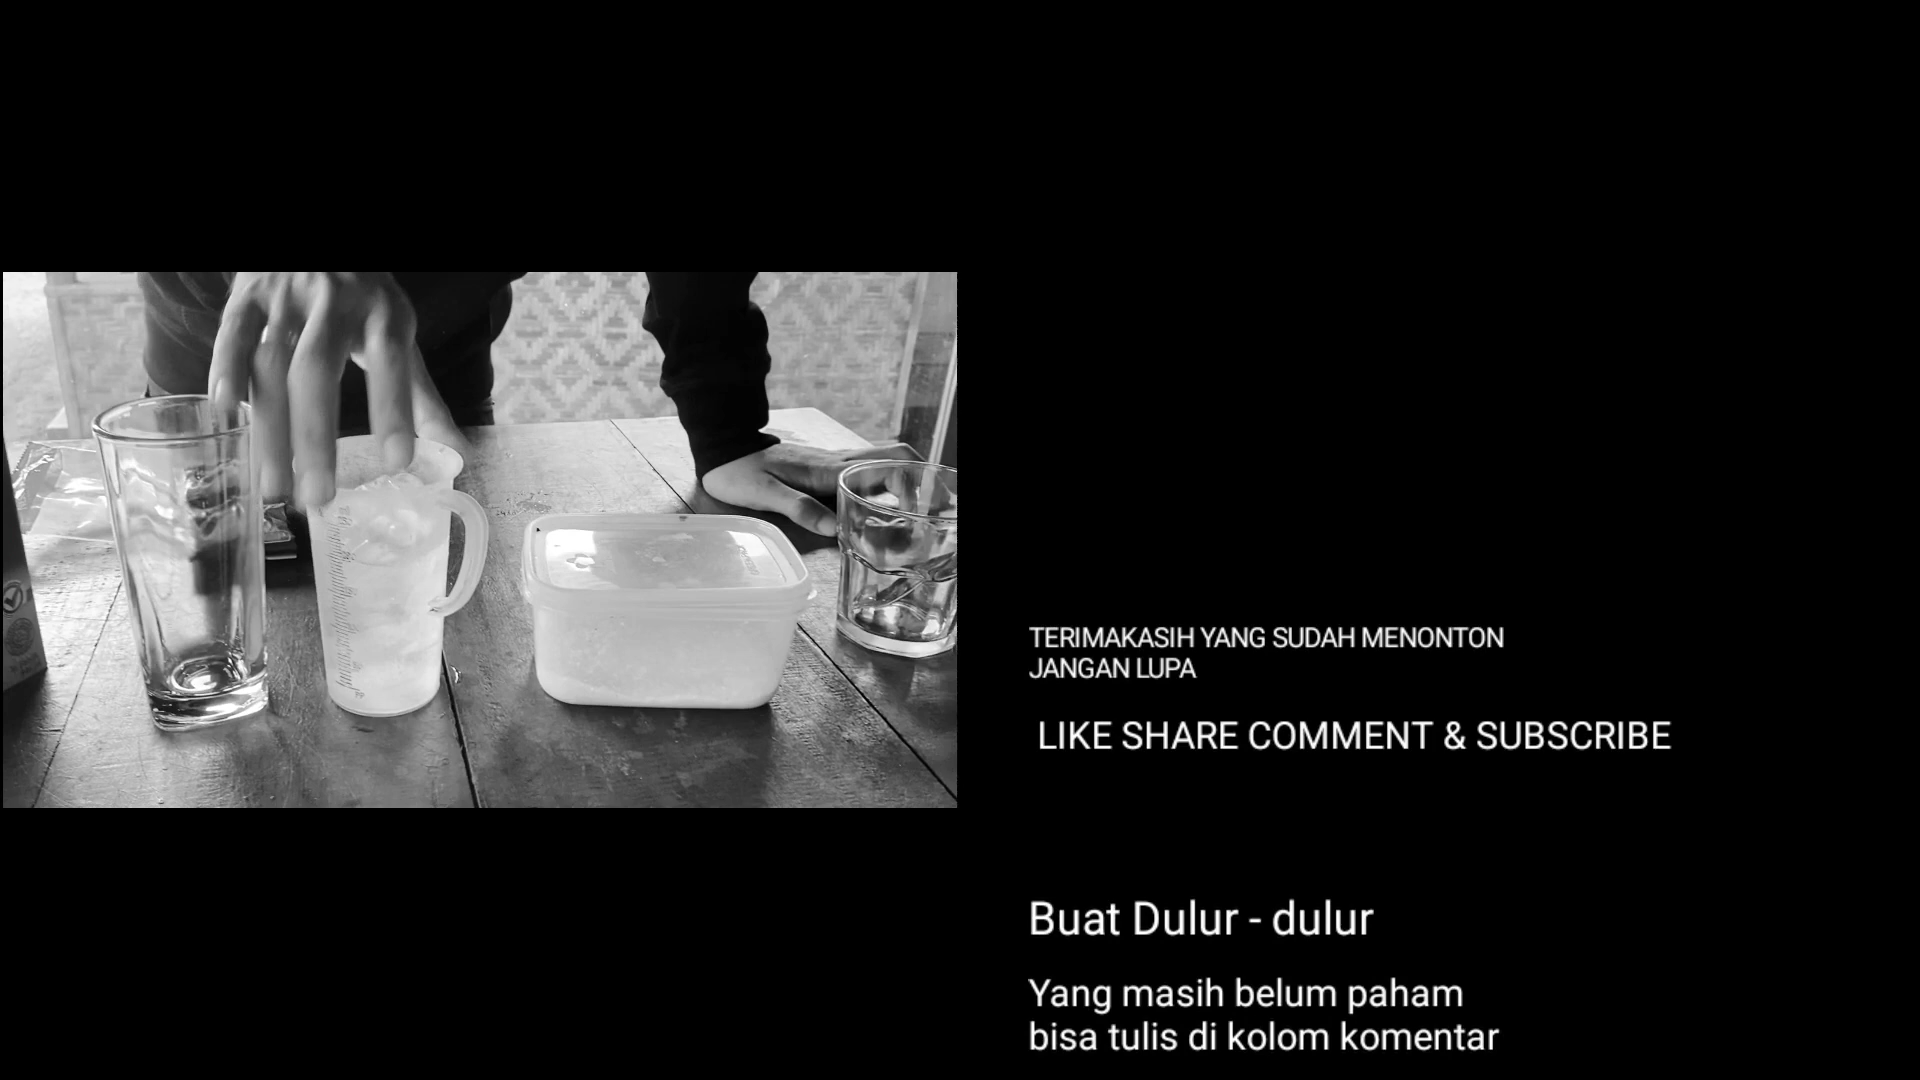 TERIMAKASIH YANG SUDAH MENONTON
JANGAN LUPA
LIKE SHARE COMMENT & SUBSCRIBE
Buat Dulur - dulur
Yang masih belum paham
bisa tulis di kolom komentar